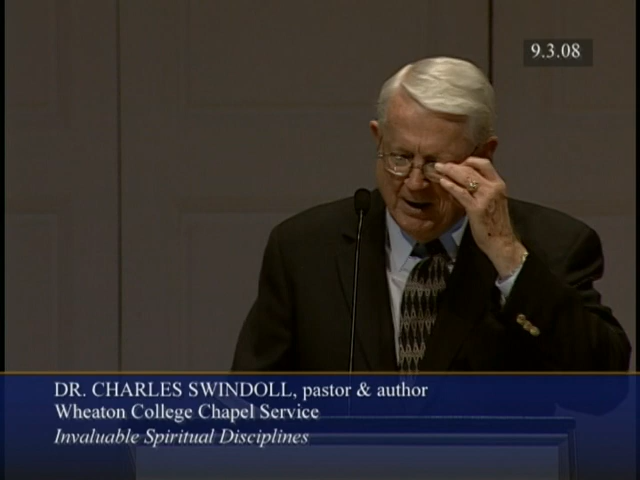 9.3.08
DR. CHARLES SWINDOLL, pastor & author
Wheaton College Chapel Service
Invaluable Spiritual Disciplines